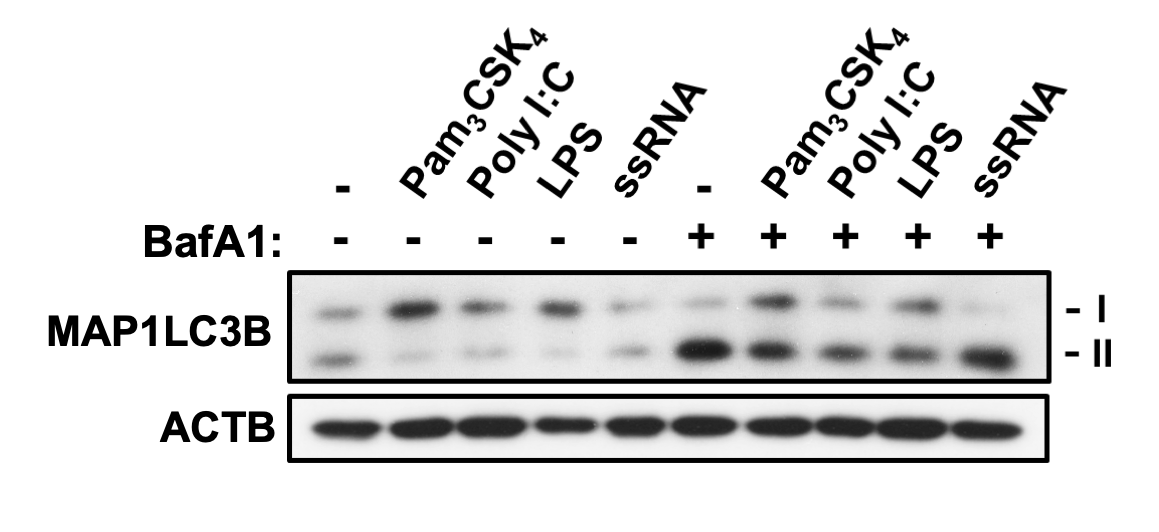 - Pam₃CSK₄ Poly I:C LPS ssRNA - Pam₃CSK₄ Poly I:C LPS ssRNA
BafA1: - - - - - + + + + +
MAP1LC3B - I
- II
ACTB